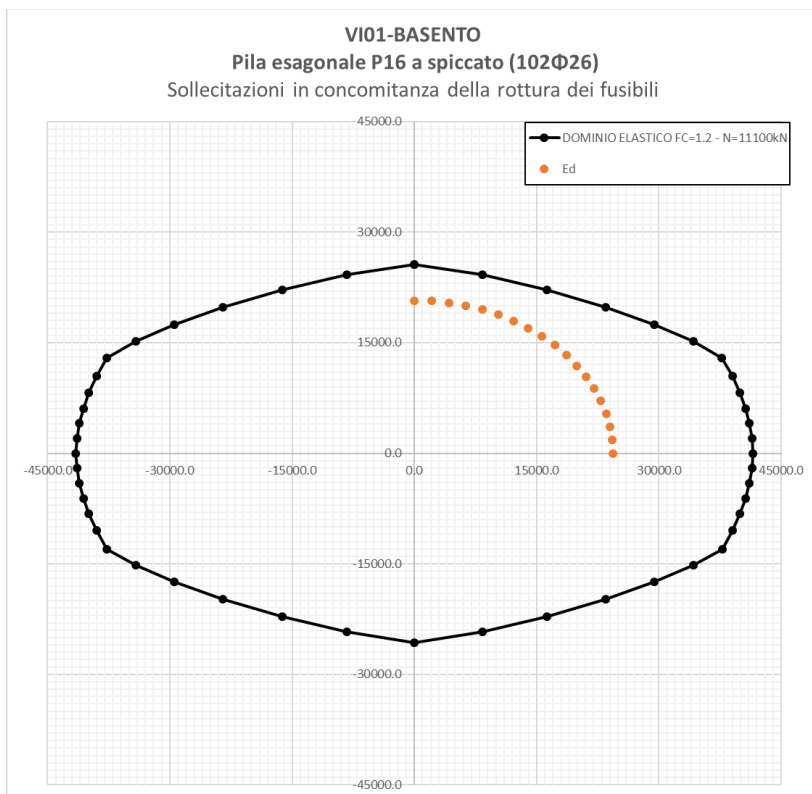 VI01-BASENTO
Pila esagonale P16 a spiccato (102Φ26)
Sollecitazioni in concomitanza della rottura dei fusibili
45000.0
DOMINIO ELASTICO FC=1.2 - N=11100kN
Ed
30000.0
15000.0
0.0
-45000.0 -30000.0 -15000.0 0.0 15000.0 30000.0 45000.0
-15000.0
-30000.0
-45000.0